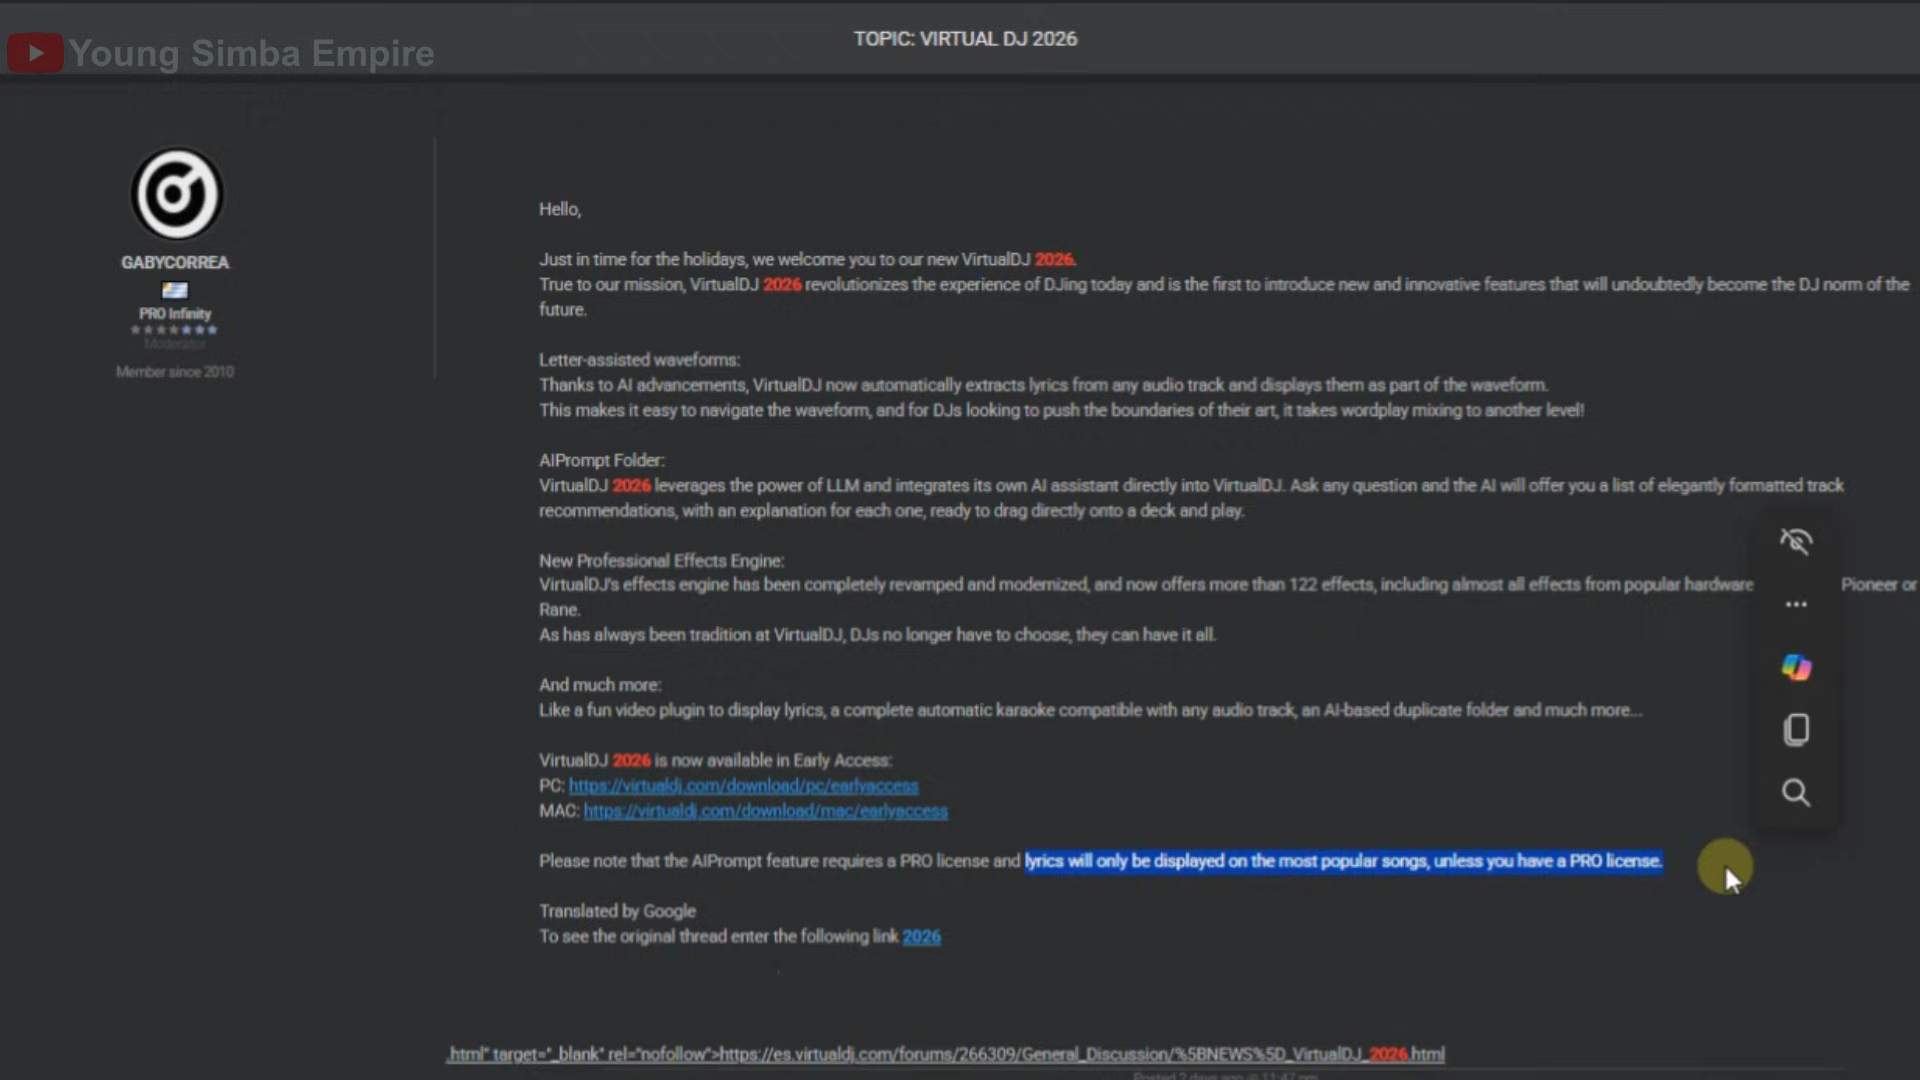 Young Simba Empire
TOPIC: VIRTUAL DJ 2026
GABYCORREA
PRO Infinity
Moderator
Member since 2010
Hello,
Just in time for the holidays, we welcome you to our new VirtualDJ 2026.
True to our mission, VirtualDJ 2026 revolutionizes the experience of DJing today and is the first to introduce new and innovative features that will undoubtedly become the DJ norm of the
future.
Letter-assisted waveforms:
Thanks to AI advancements, VirtualDJ now automatically extracts lyrics from any audio track and displays them as part of the waveform.
This makes it easy to navigate the waveform, and for DJs looking to push the boundaries of their art, it takes wordplay mixing to another level!
AIPrompt Folder:
VirtualDJ 2026 leverages the power of LLM and integrates its own AI assistant directly into VirtualDJ. Ask any question and the AI will offer you a list of elegantly formatted track
recommendations, with an explanation for each one, ready to drag directly onto a deck and play.
New Professional Effects Engine:
VirtualDJ's effects engine has been completely revamped and modernized, and now offers more than 122 effects, including almost all effects from popular hardware Pioneer or
Rane.
As has always been tradition at VirtualDJ, DJs no longer have to choose, they can have it all.
And much more:
Like a fun video plugin to display lyrics, a complete automatic karaoke compatible with any audio track, an AI-based duplicate folder and much more...
VirtualDJ 2026 is now available in Early Access:
PC: https://virtualdj.com/download/pc/earlyaccess
MAC: https://virtualdj.com/download/mac/earlyaccess
Please note that the AIPrompt feature requires a PRO license and lyrics will only be displayed on the most popular songs, unless you have a PRO license.
Translated by Google
To see the original thread enter the following link 2026
.html" target="_blank" rel="nofollow">https://es.virtualdj.com/forums/266309/General_Discussion/%5BNEWS%5D_VirtualDJ_2026.html
Posted 2 days ago @ 11:47 pm